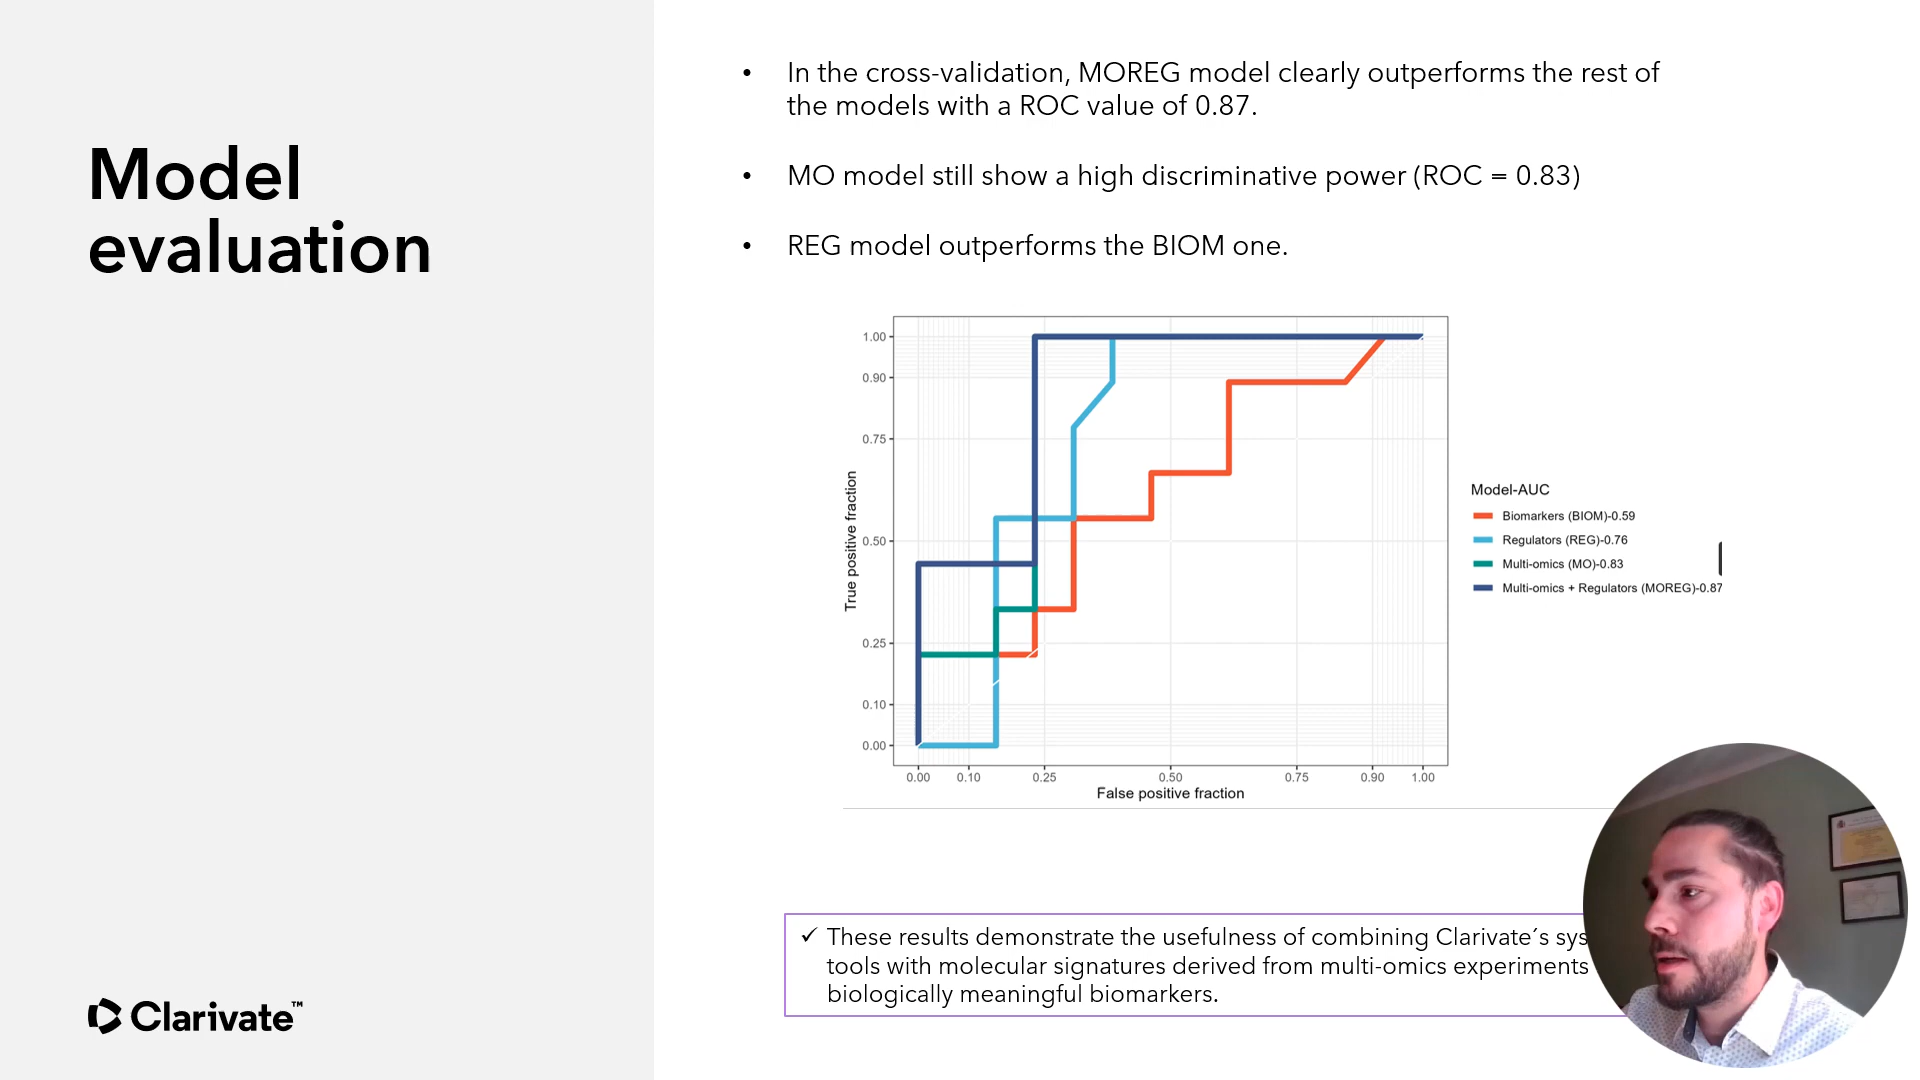 Model
evaluation
• In the cross-validation, MOREG model clearly outperforms the rest of
the models with a ROC value of 0.87.
• MO model still show a high discriminative power (ROC = 0.83)
• REG model outperforms the BIOM one.
1.00
0.90
0.75
0.50
0.25
0.10
0.00
True positive fraction
0.00 0.10 0.25 0.50 0.75 0.90 1.00
False positive fraction
Model-AUC
Biomarkers (BIOM)-0.59
Regulators (REG)-0.76
Multi-omics (MO)-0.83
Multi-omics + Regulators (MOREG)-0.87
✓ These results demonstrate the usefulness of combining Clarivate´s
tools with molecular signatures derived from multi-omics experiments
biologically meaningful biomarkers.
Clarivate™